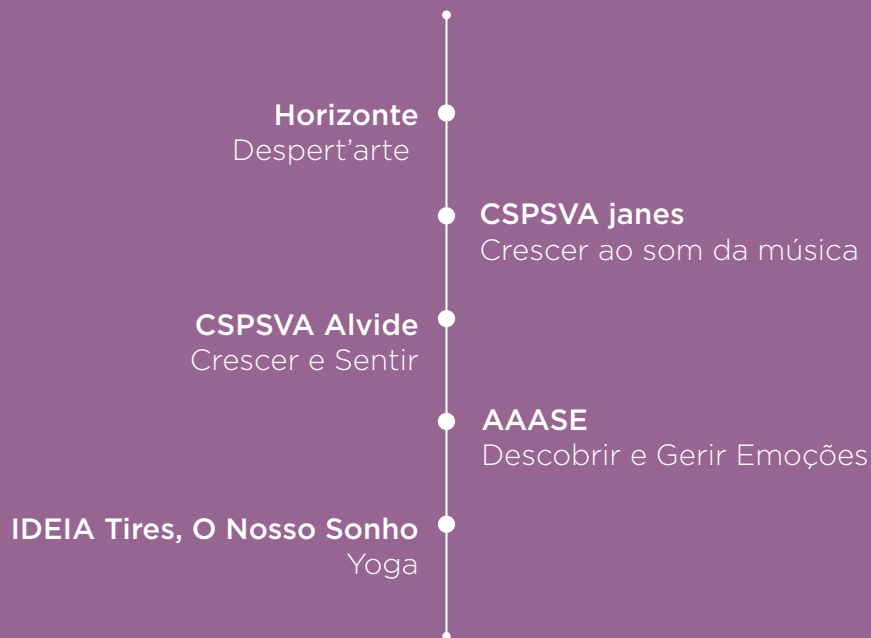 Horizonte
Despert’arte
CSPSVA janes
Crescer ao som da música
CSPSVA Alvide
Crescer e Sentir
AAASE
Descobrir e Gerir Emoções
IDEIA Tires, O Nosso Sonho
Yoga